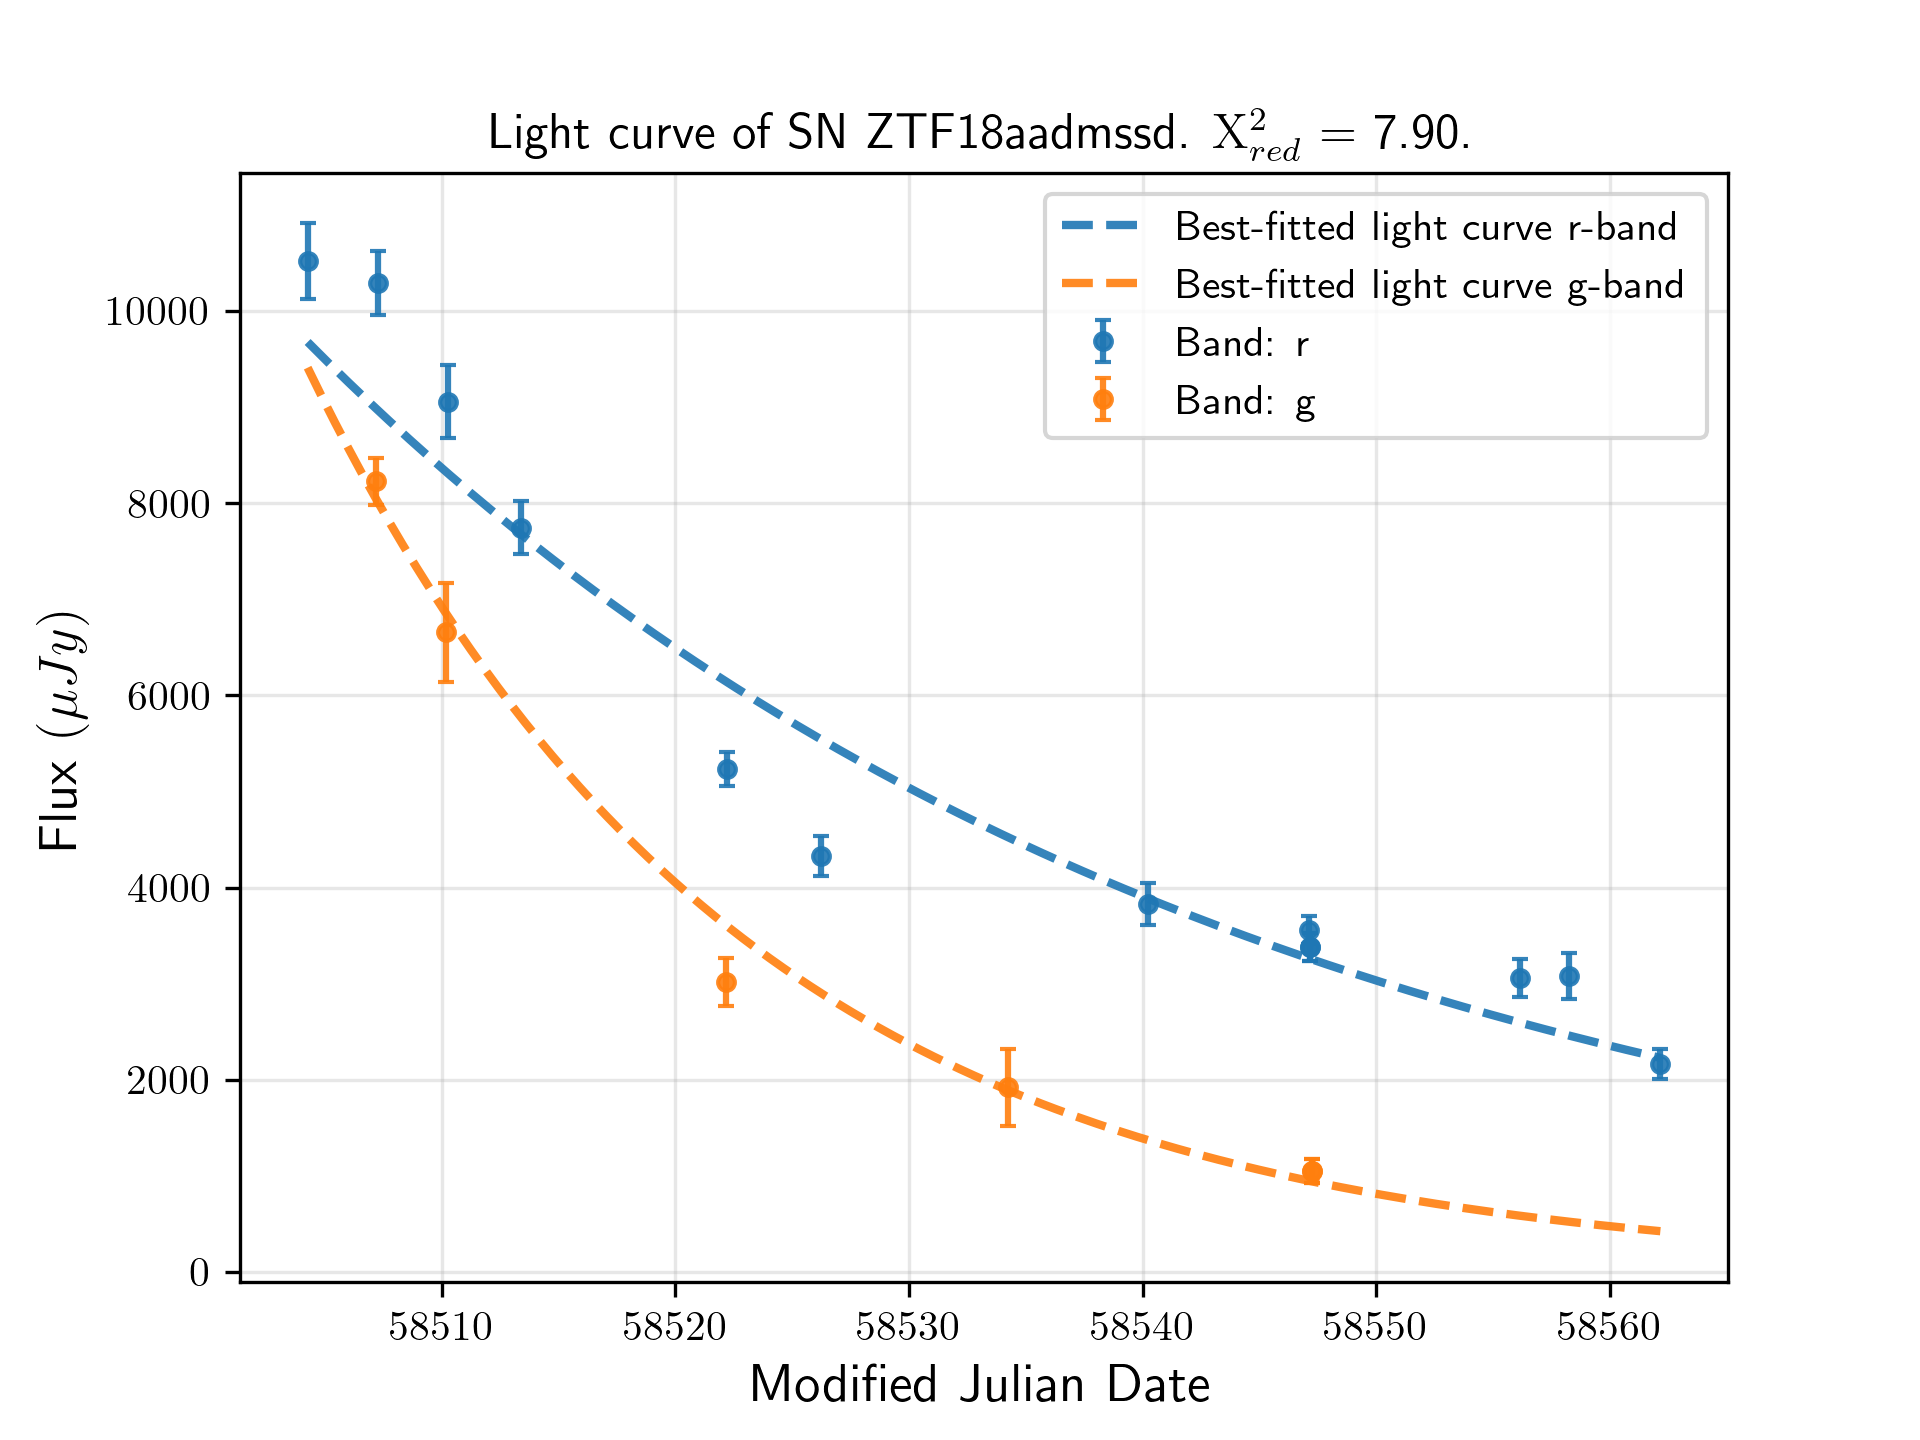 Light curve of SN ZTF18aadmssd. X²red = 7.90.
Best-fitted light curve r-band
Best-fitted light curve g-band
Band: r
Band: g
Flux (μJy)
10000
8000
6000
4000
2000
0
58510 58520 58530 58540 58550 58560
Modified Julian Date